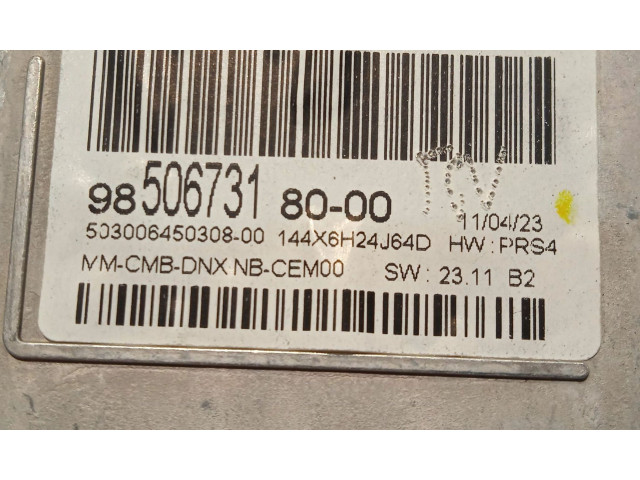 98 506731 80-00
11/04/23
503006450308-00 144X6H24J64D HW : PRS4
MM-CMB-DNX NB-CEM00 SW : 23.11 B2